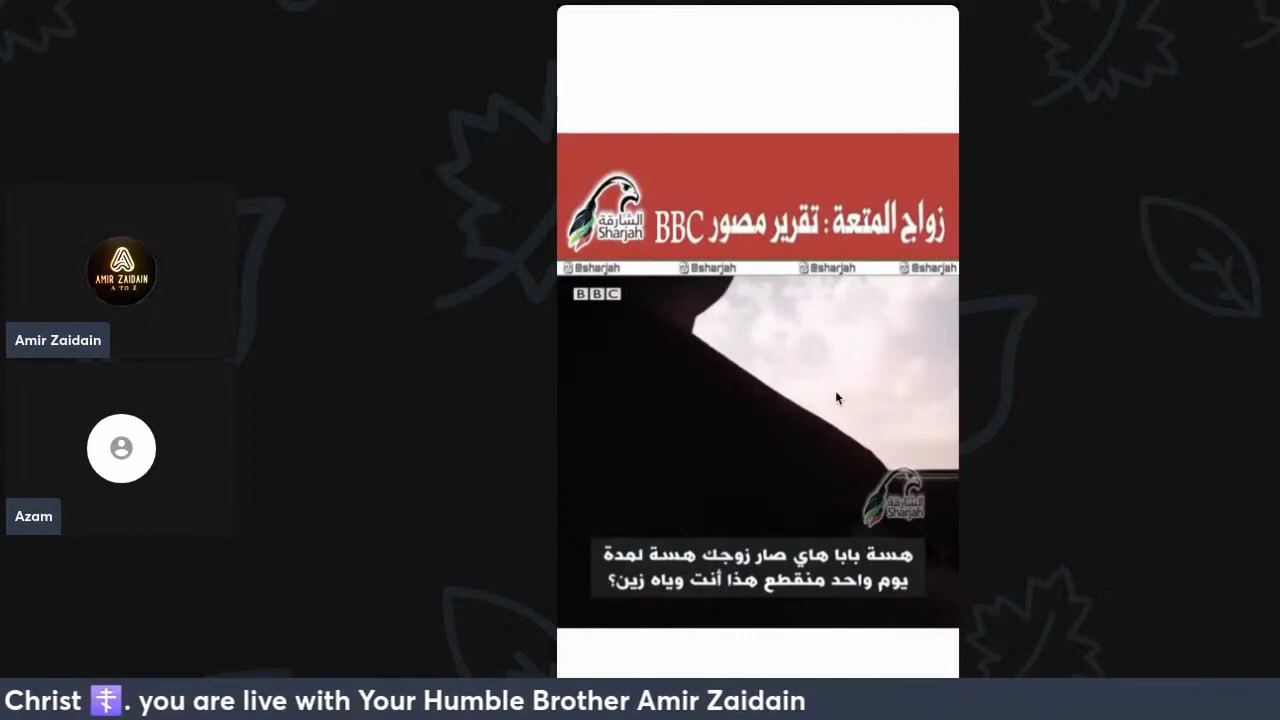 AMIR ZAIDAIN
A TO Z
Amir Zaidain
Azam
زواج المتعة : تقرير مصور BBC
الشارقة
Sharjah
@sharjah @sharjah @sharjah @sharjah
BBC
الشارقة
Sharjah
هسة بابا هاي صار زوجك هسة لمدة
يوم واحد منقطع هذا أنت وياه زين؟
Christ ☦. you are live with Your Humble Brother Amir Zaidain